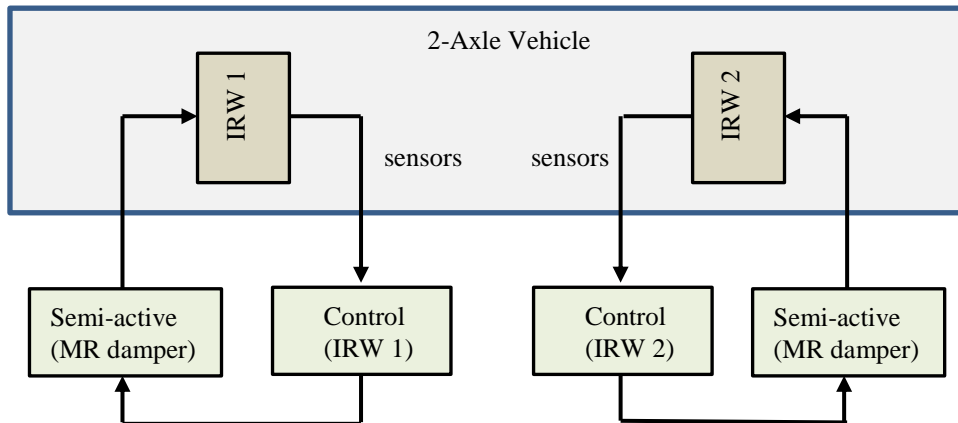 2-Axle Vehicle
IRW 1
IRW 2
sensors
sensors
Semi-active
(MR damper)
Control
(IRW 1)
Control
(IRW 2)
Semi-active
(MR damper)